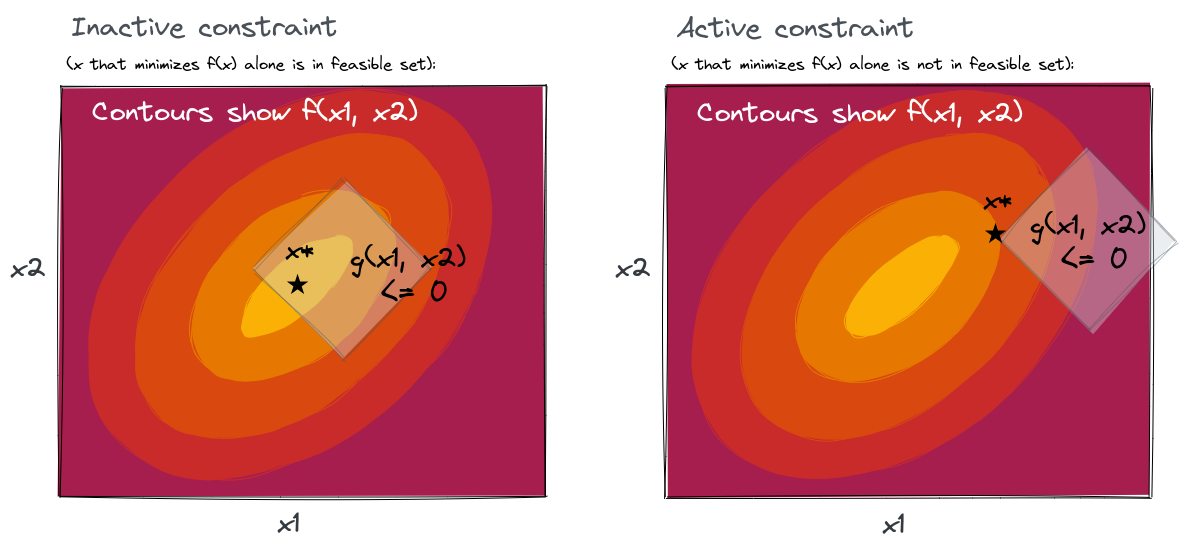 Inactive constraint
(x that minimizes f(x) alone is in feasible set):
Contours show f(x1, x2)
x*
g(x1, x2)
<= 0
x2
x1
Active constraint
(x that minimizes f(x) alone is not in feasible set):
Contours show f(x1, x2)
x*
g(x1, x2)
<= 0
x2
x1